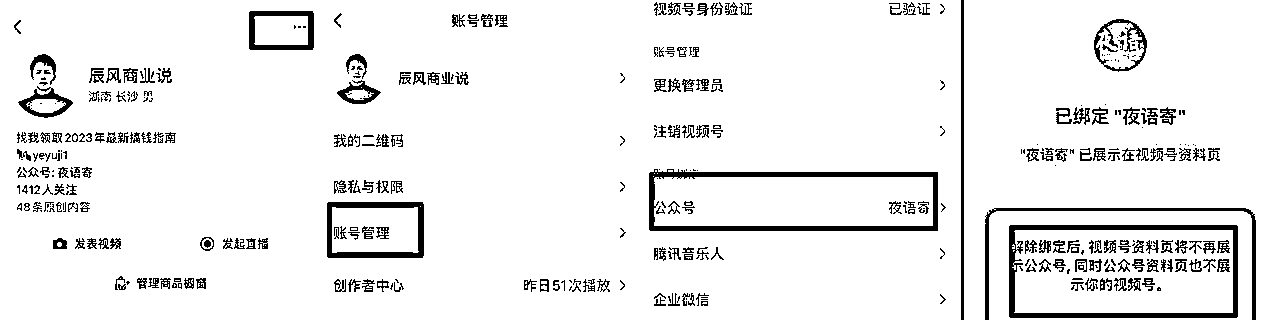 辰风商业说
湖南 长沙 男
找我领取2023年最新搞钱指南
yeyuji1
公众号: 夜语寄
1412人关注
48条原创内容
发表视频
发起直播
管理商品橱窗
账号管理
辰风商业说
我的二维码
隐私与权限
账号管理
创作者中心 昨日51次播放
视频号身份验证 已验证
账号管理
更换管理员
注销视频号
账号绑定
公众号 夜语寄
腾讯音乐人
企业微信
夜语
已绑定 "夜语寄"
"夜语寄" 已展示在视频号资料页
解除绑定后, 视频号资料页将不再展
示公众号, 同时公众号资料页也不展
示你的视频号。